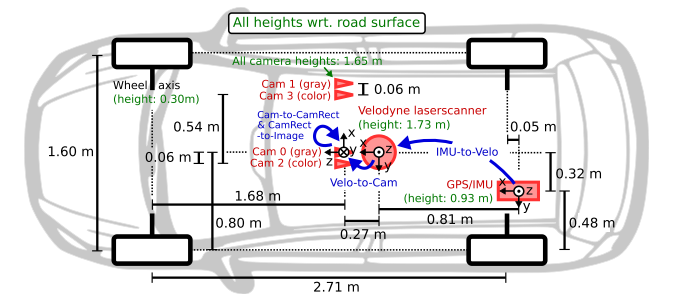 All heights wrt. road surface
All camera heights: 1.65 m
Wheel axis
(height: 0.30m)
Cam 1 (gray)
Cam 3 (color)
0.06 m
Velodyne laserscanner
(height: 1.73 m)
Cam-to-CamRect
& CamRect
-to-Image
0.54 m
0.05 m
1.60 m
0.06 m
Cam 0 (gray)
Cam 2 (color)
x
y
z
x
z
y
IMU-to-Velo
Velo-to-Cam
0.32 m
GPS/IMU
(height: 0.93 m)
x
z
y
1.68 m
0.80 m
0.81 m
0.48 m
0.27 m
2.71 m